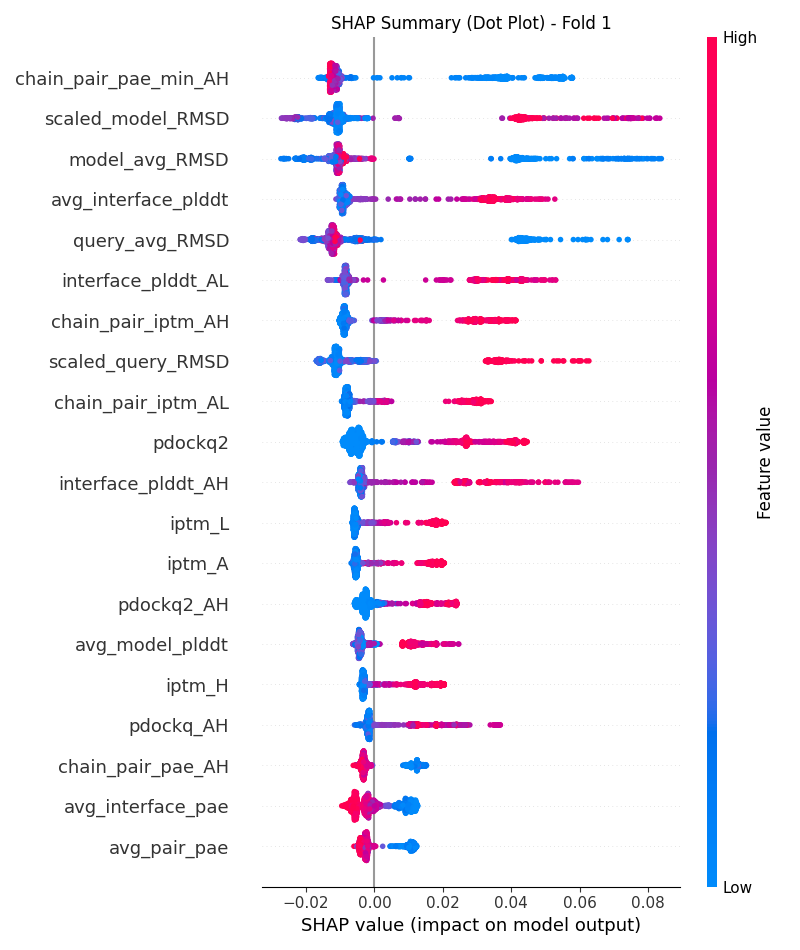 SHAP Summary (Dot Plot) - Fold 1
High
chain_pair_pae_min_AH
scaled_model_RMSD
model_avg_RMSD
avg_interface_plddt
query_avg_RMSD
interface_plddt_AL
chain_pair_iptm_AH
scaled_query_RMSD
chain_pair_iptm_AL
pdockq2
interface_plddt_AH
iptm_L
iptm_A
pdockq2_AH
avg_model_plddt
iptm_H
pdockq_AH
chain_pair_pae_AH
avg_interface_pae
avg_pair_pae
Feature value
Low
−0.02 0.00 0.02 0.04 0.06 0.08
SHAP value (impact on model output)